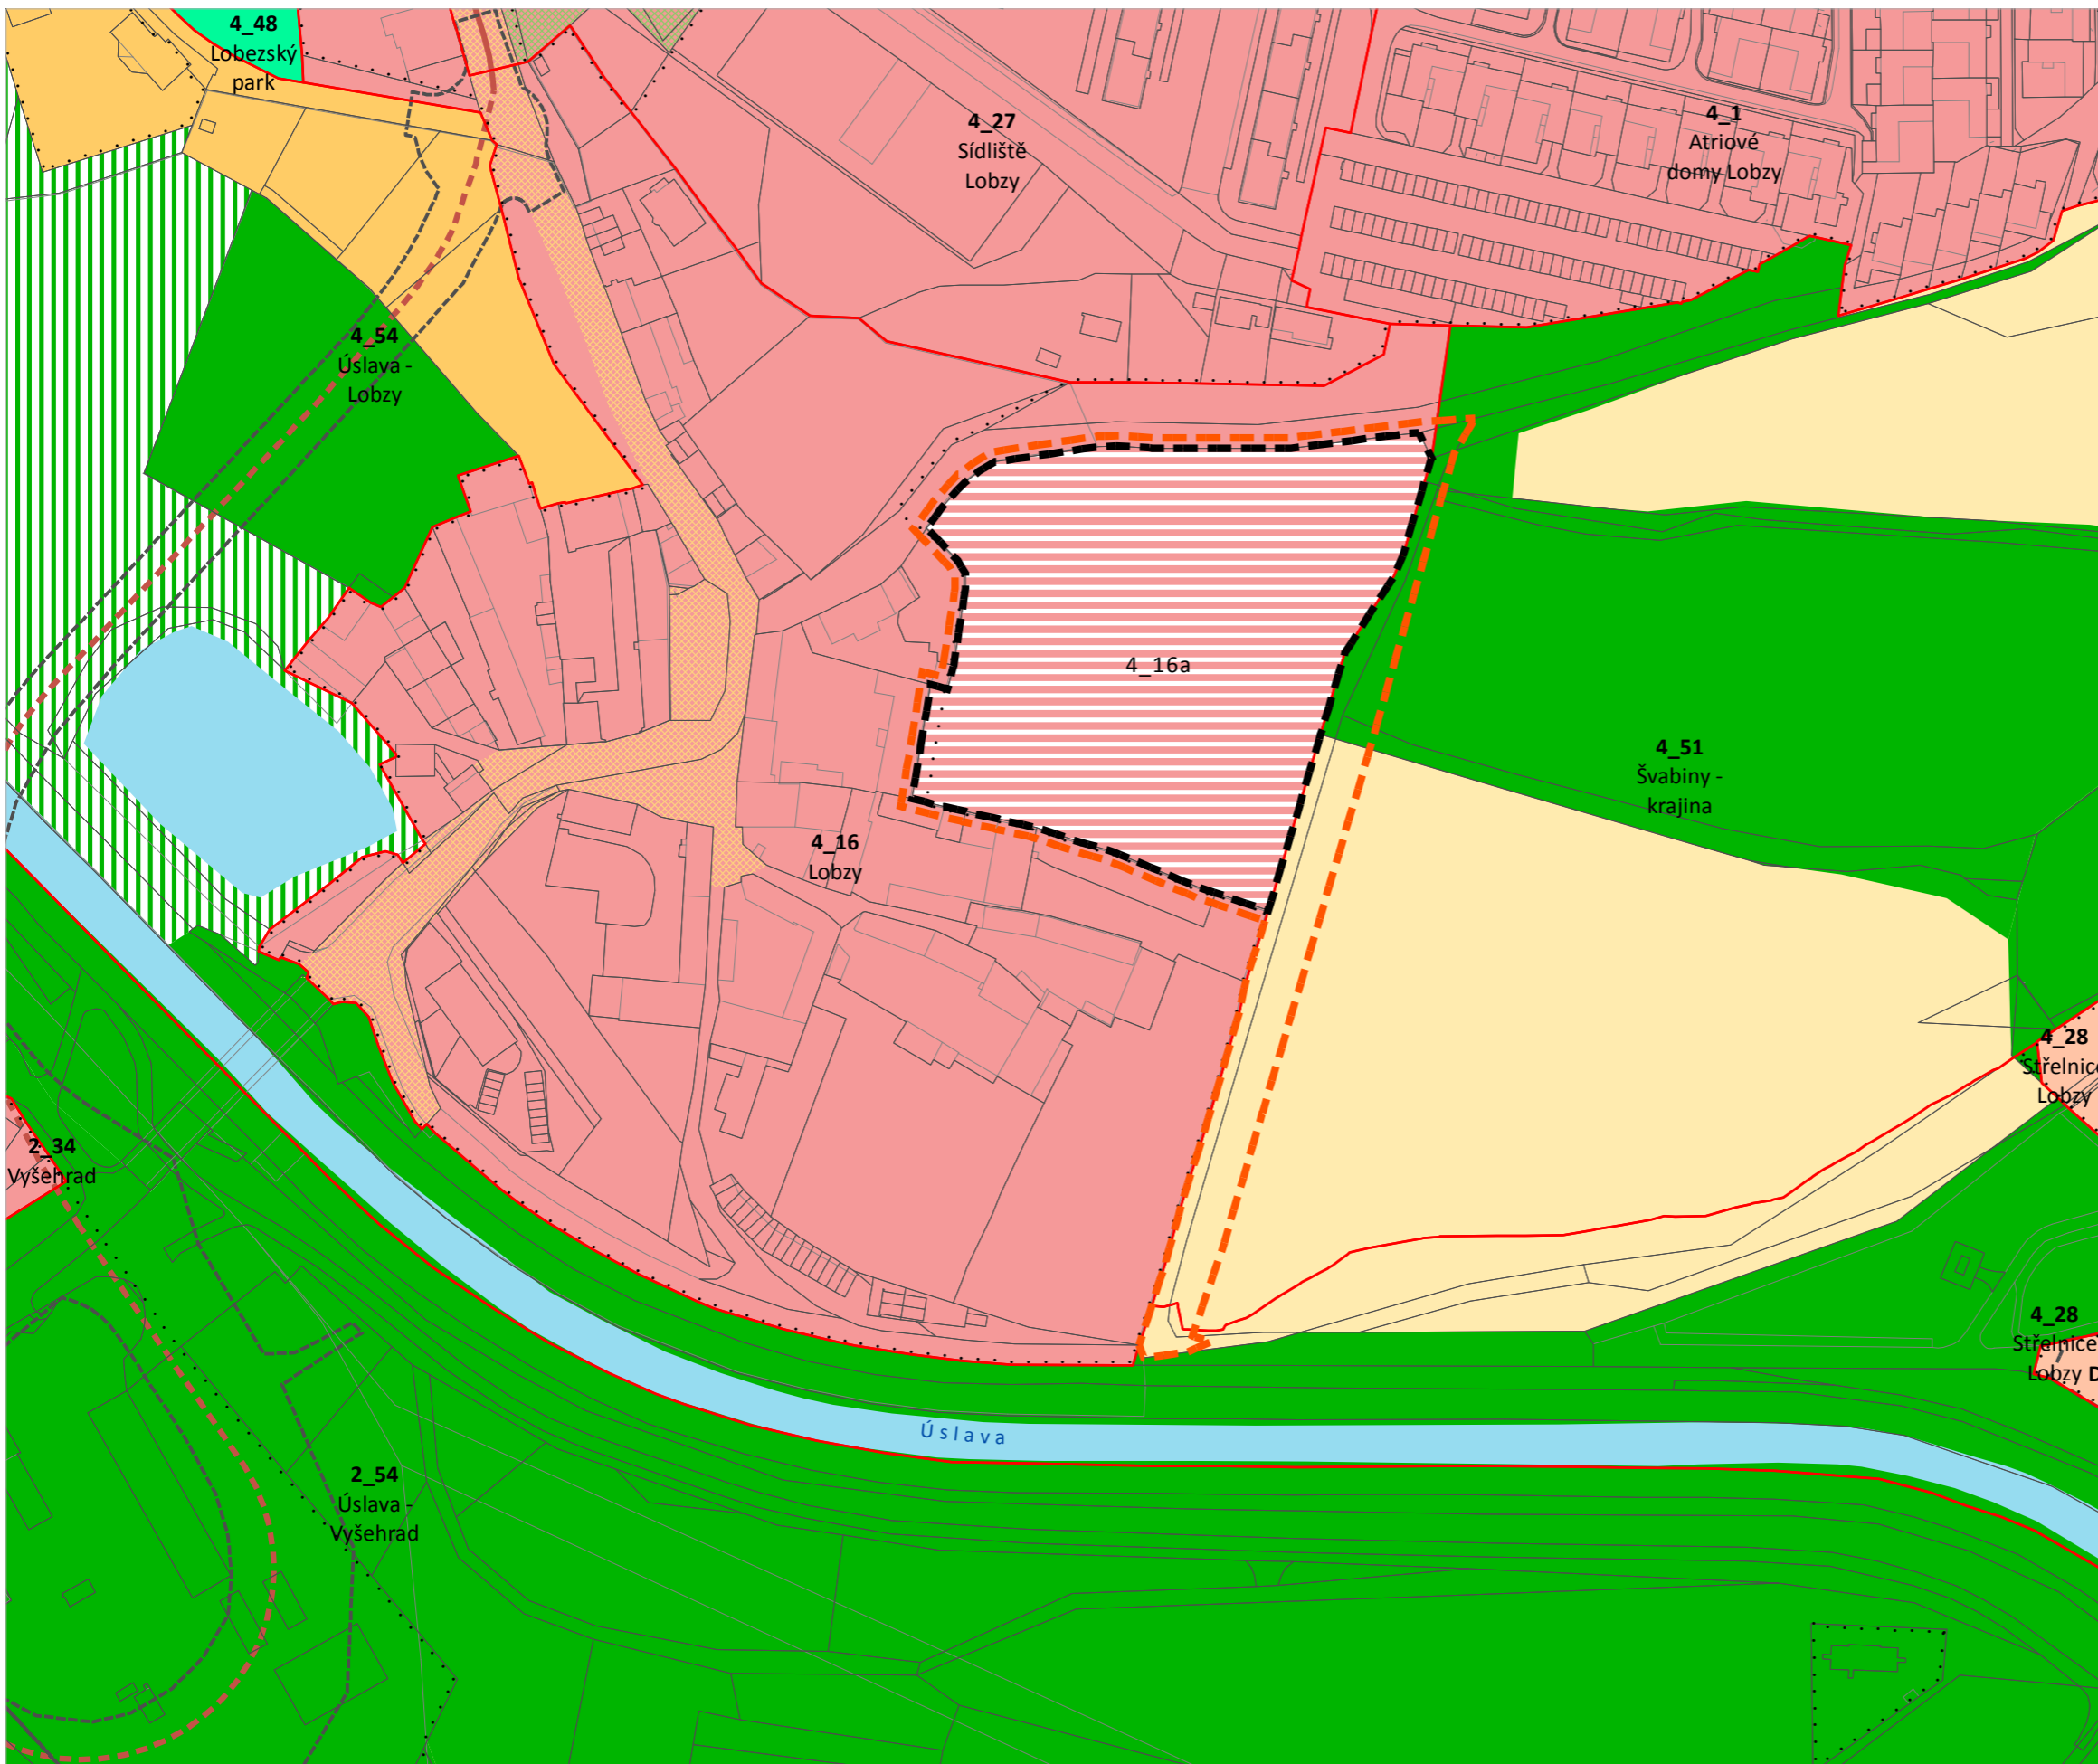 4_48
Lobezský
park
4_27
Sídliště
Lobzy
4_1
Atriové
domy Lobzy
4_54
Úslava -
Lobzy
4_16a
4_51
Švabiny -
krajina
4_16
Lobzy
4_28
Střelnice
Lobzy
2_34
Vyšehrad
4_28
Střelnice
Lobzy D
Úslava
2_54
Úslava -
Vyšehrad